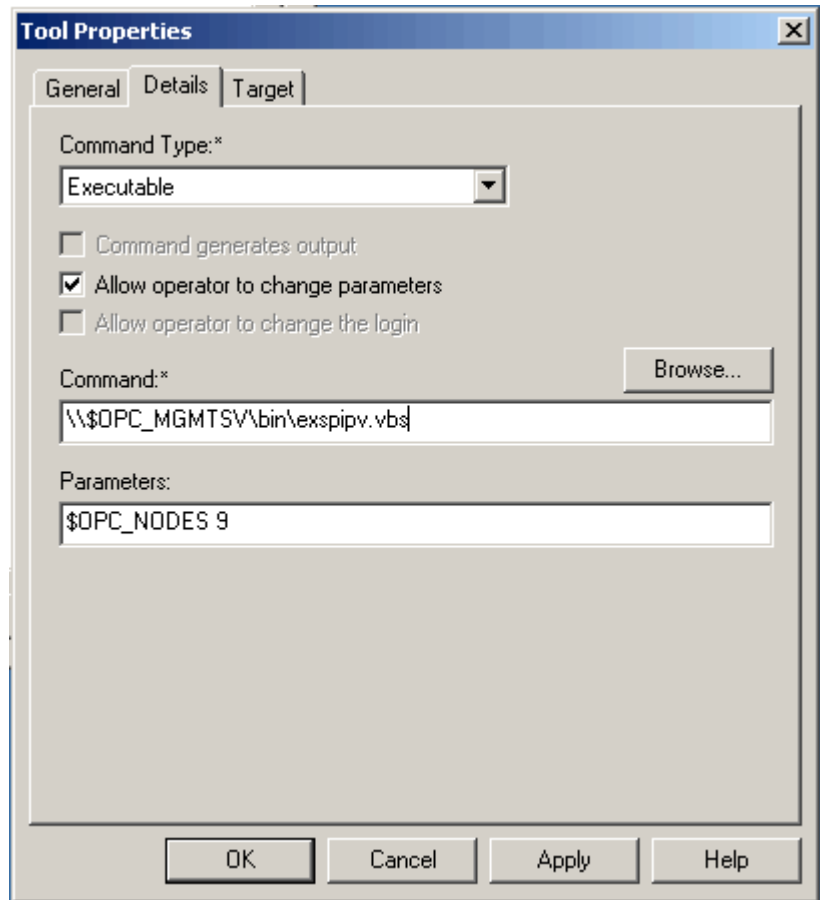 Tool Properties
General Details Target
Command Type:*
Executable
Command generates output
Allow operator to change parameters
Allow operator to change the login
Browse...
Command:*
\\$OPC_MGMTSV\bin\exspipv.vbs
Parameters:
$OPC_NODES 9
OK Cancel Apply Help